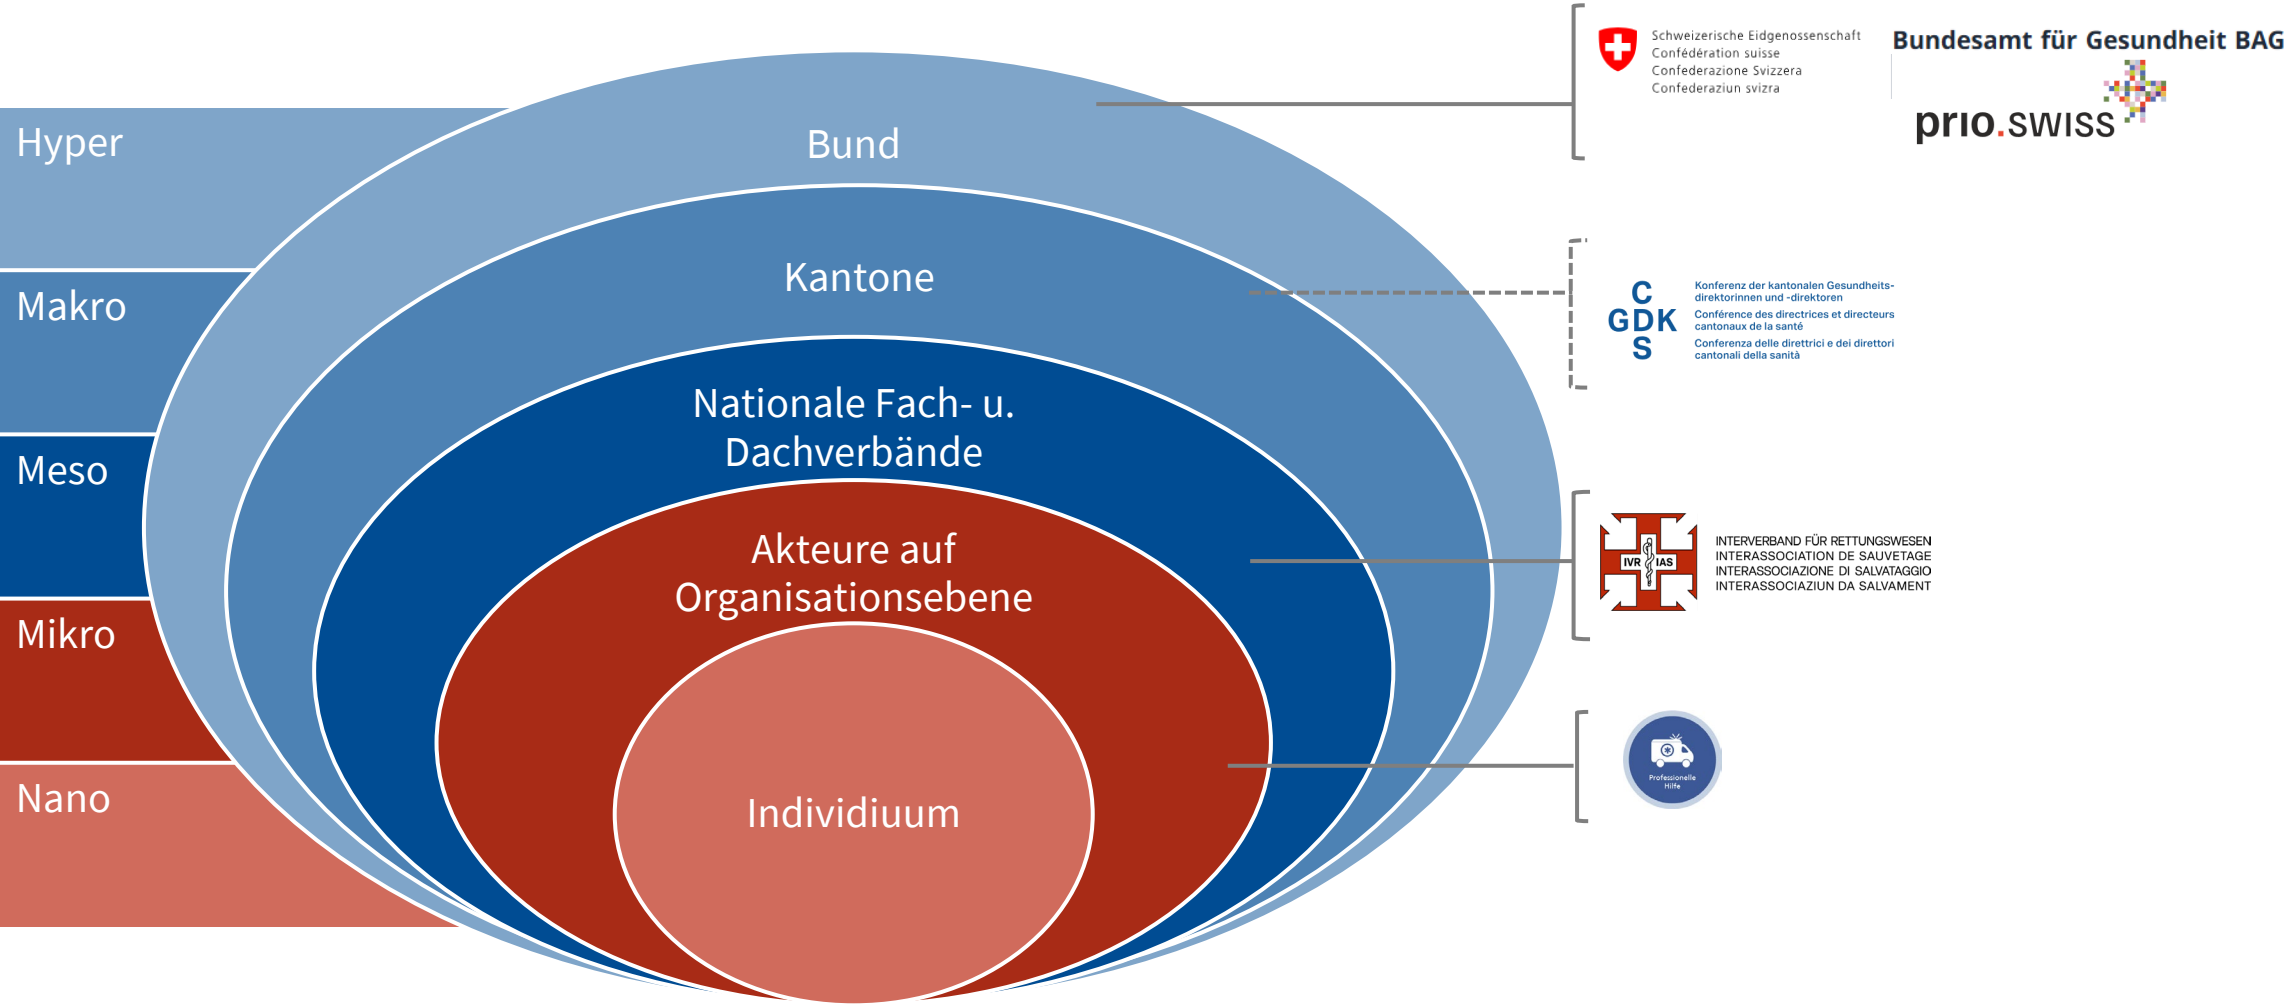 Hyper
Makro
Meso
Mikro
Nano
Bund
Kantone
Nationale Fach- u.
Dachverbände
Akteure auf
Organisationsebene
Individiuum
Schweizerische Eidgenossenschaft
Confédération suisse
Confederazione Svizzera
Confederaziun svizra
Bundesamt für Gesundheit BAG
prio.swiss
C
GDK
S
Konferenz der kantonalen Gesundheits-
direktorinnen und -direktoren
Conférence des directrices et directeurs
cantonaux de la santé
Conferenza delle direttrici e dei direttori
cantonali della sanità
IVR IAS
INTERVERBAND FÜR RETTUNGSWESEN
INTERASSOCIATION DE SAUVETAGE
INTERASSOCIAZIONE DI SALVATAGGIO
INTERASSOCIAZIUN DA SALVAMENT
Professionelle
Hilfe